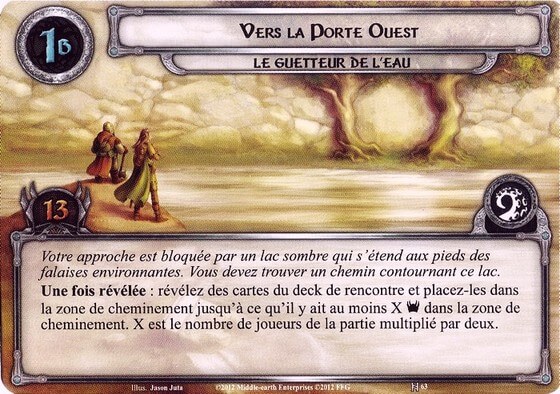 1B
VERS LA PORTE OUEST
LE GUETTEUR DE L'EAU
13
Votre approche est bloquée par un lac sombre qui s'étend aux pieds des
falaises environnantes. Vous devez trouver un chemin contournant ce lac.
Une fois révélée : révélez des cartes du deck de rencontre et placez-les dans
la zone de cheminement jusqu'à ce qu'il y ait au moins X dans la zone de
cheminement. X est le nombre de joueurs de la partie multiplié par deux.
Illus. Jason Juta ©2012 Middle-earth Enterprises ©2012 FFG 63